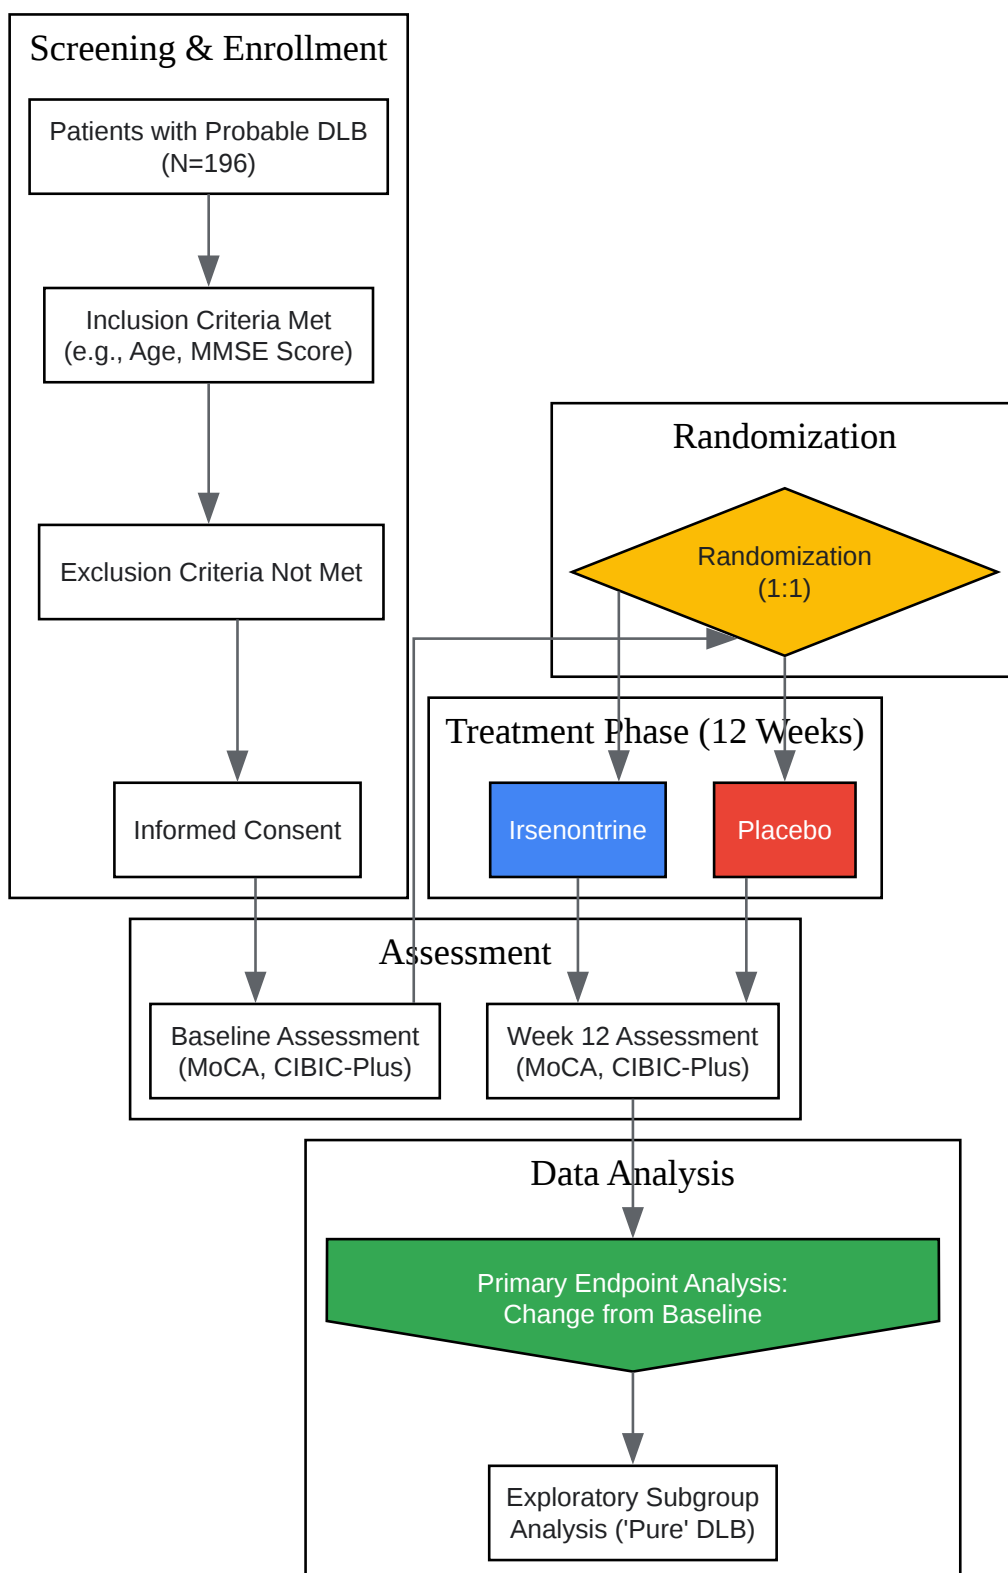 Screening & Enrollment
Patients with Probable DLB
(N=196)
Inclusion Criteria Met
(e.g., Age, MMSE Score)
Exclusion Criteria Not Met
Informed Consent
Randomization
Randomization
(1:1)
Treatment Phase (12 Weeks)
Irsenontrine
Placebo
Assessment
Baseline Assessment
(MoCA, CIBIC-Plus)
Week 12 Assessment
(MoCA, CIBIC-Plus)
Data Analysis
Primary Endpoint Analysis:
Change from Baseline
Exploratory Subgroup
Analysis ('Pure' DLB)